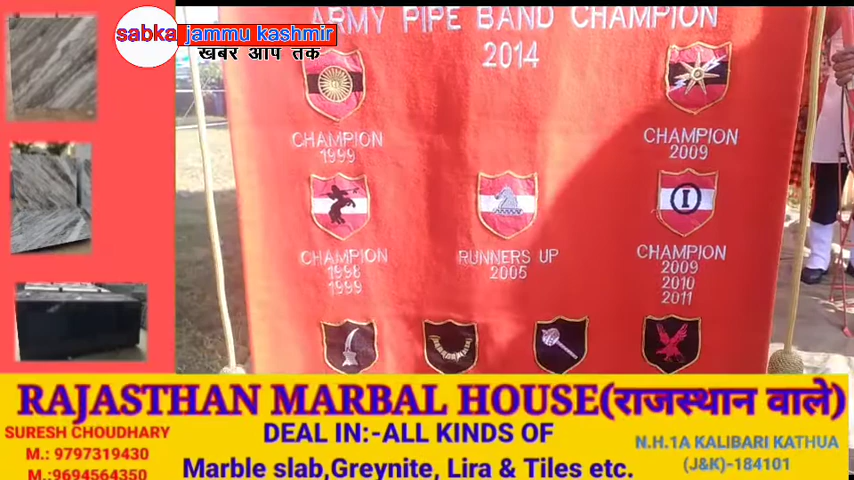 sabka jammu kashmir
खबर आप तक
ARMY PIPE BAND CHAMPION
2014
CHAMPION
1999
CHAMPION
2009
CHAMPION
1998
1999
RUNNERS UP
2005
CHAMPION
2009
2010
2011
I
RAJASTHAN MARBAL HOUSE(राजस्थान वाले)
SURESH CHOUDHARY
M.: 9797319430
M.:9694564350
DEAL IN:-ALL KINDS OF
Marble slab,Greynite, Lira & Tiles etc.
N.H.1A KALIBARI KATHUA
(J&K)-184101